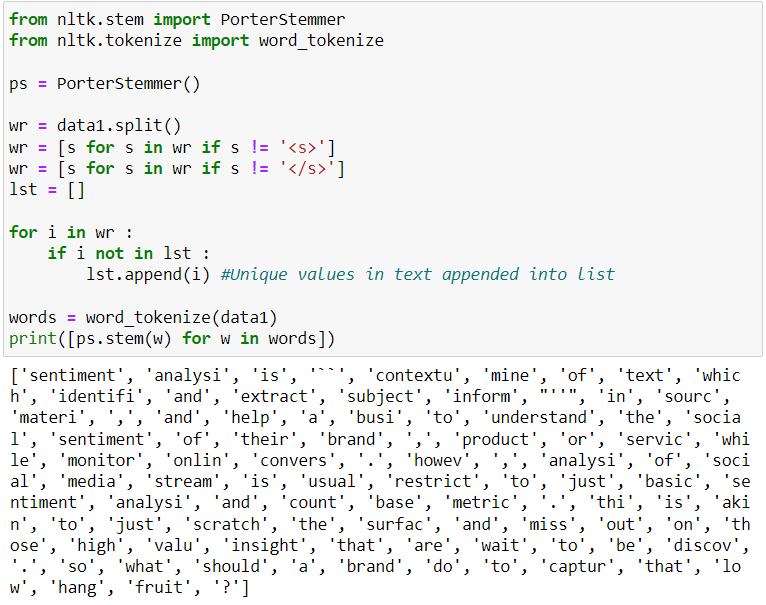 from nltk.stem import PorterStemmer
from nltk.tokenize import word_tokenize

ps = PorterStemmer()

wr = data1.split()
wr = [s for s in wr if s != '<s>']
wr = [s for s in wr if s != '</s>']
lst = []

for i in wr :
    if i not in lst :
        lst.append(i) #Unique values in text appended into list

words = word_tokenize(data1)
print([ps.stem(w) for w in words])
['sentiment', 'analysi', 'is', '``', 'contextu', 'mine', 'of', 'text', 'whic
h', 'identifi', 'and', 'extract', 'subject', 'inform', "''", 'in', 'sourc',
'materi', ',', 'and', 'help', 'a', 'busi', 'to', 'understand', 'the', 'socia
l', 'sentiment', 'of', 'their', 'brand', ',', 'product', 'or', 'servic', 'whi
le', 'monitor', 'onlin', 'convers', '.', 'howev', ',', 'analysi', 'of', 'soci
al', 'media', 'stream', 'is', 'usual', 'restrict', 'to', 'just', 'basic', 'se
ntiment', 'analysi', 'and', 'count', 'base', 'metric', '.', 'thi', 'is', 'aki
n', 'to', 'just', 'scratch', 'the', 'surfac', 'and', 'miss', 'out', 'on', 'th
ose', 'high', 'valu', 'insight', 'that', 'are', 'wait', 'to', 'be', 'discov',
'.', 'so', 'what', 'should', 'a', 'brand', 'do', 'to', 'captur', 'that', 'lo
w', 'hang', 'fruit', '?']